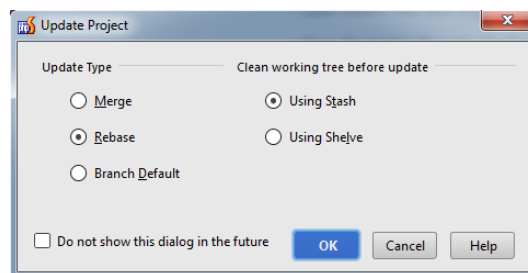 Update Project
Update Type
Clean working tree before update
Merge
Using Stash
Rebase
Using Shelve
Branch Default
Do not show this dialog in the future
OK
Cancel
Help